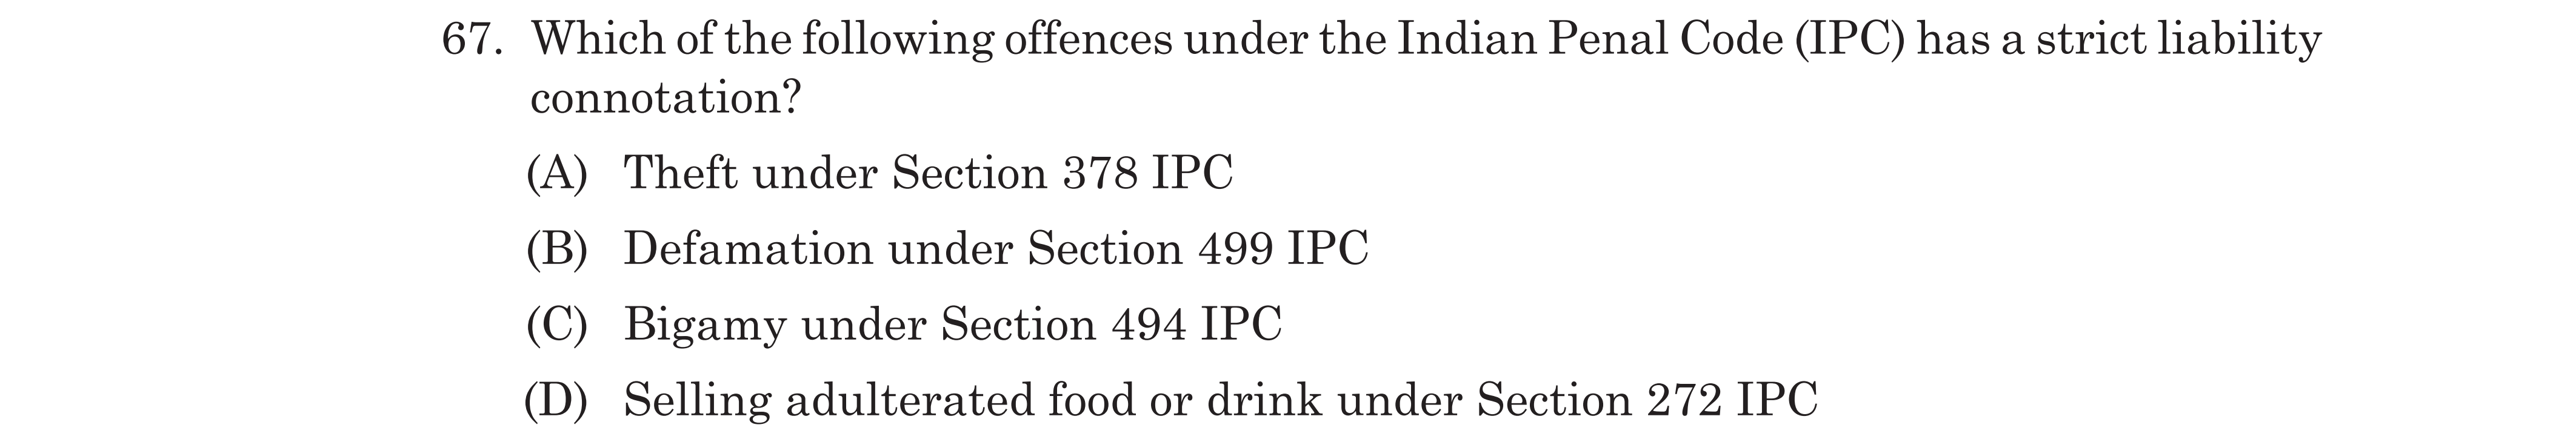 67. Which of the following offences under the Indian Penal Code (IPC) has a strict liability
connotation?
(A) Theft under Section 378 IPC
(B) Defamation under Section 499 IPC
(C) Bigamy under Section 494 IPC
(D) Selling adulterated food or drink under Section 272 IPC